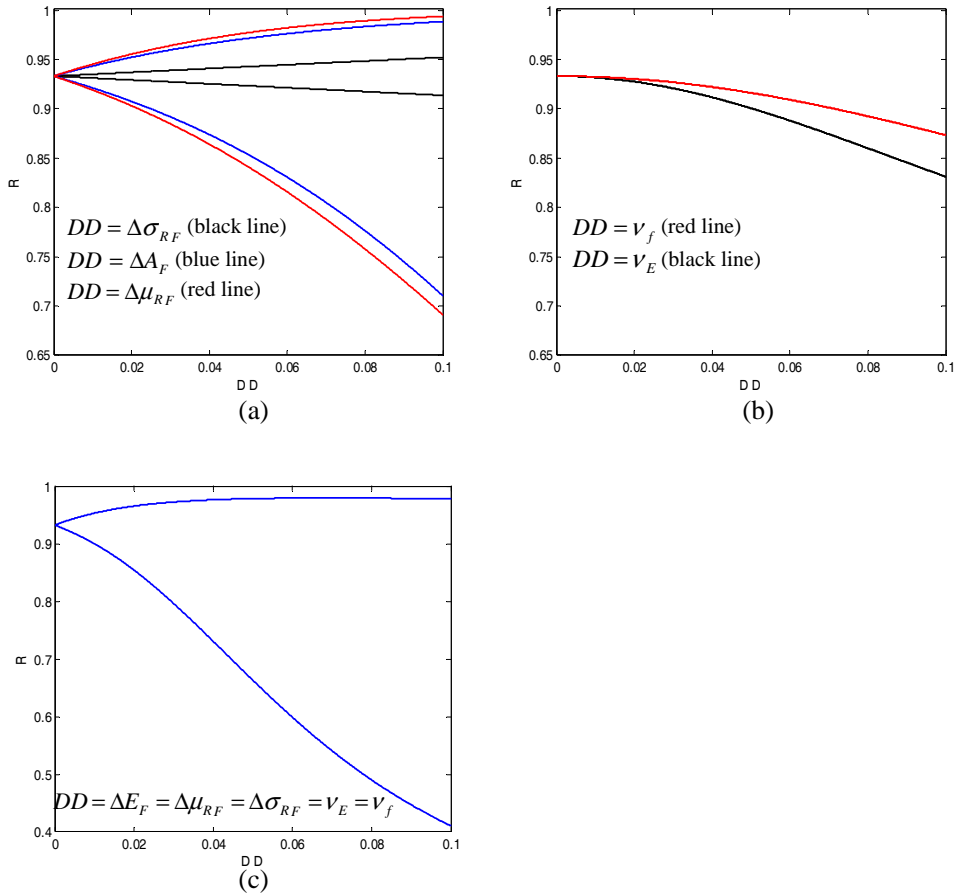 1
0.95
0.9
0.85
R
0.8
0.75
0.7
0.65
DD = Δσ_RF (black line)
DD = ΔA_F (blue line)
DD = Δμ_RF (red line)
0 0.02 0.04 0.06 0.08 0.1
D D
(a)
1
0.95
0.9
0.85
R
0.8
0.75
0.7
0.65
DD = ν_f (red line)
DD = ν_E (black line)
0 0.02 0.04 0.06 0.08 0.1
D D
(b)
1
0.9
0.8
0.7
R
0.6
0.5
0.4
DD = ΔE_F = Δμ_RF = Δσ_RF = ν_E = ν_f
0 0.02 0.04 0.06 0.08 0.1
D D
(c)